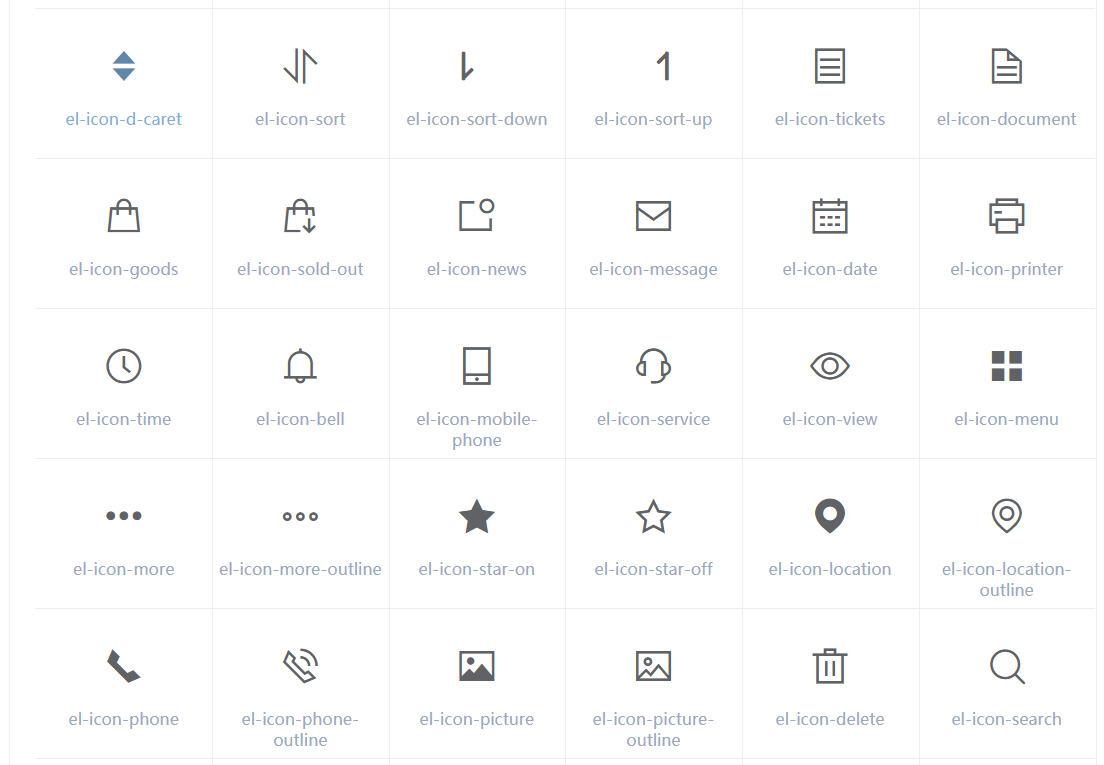 el-icon-d-caret
el-icon-sort
el-icon-sort-down
el-icon-sort-up
el-icon-tickets
el-icon-document
el-icon-goods
el-icon-sold-out
el-icon-news
el-icon-message
el-icon-date
el-icon-printer
el-icon-time
el-icon-bell
el-icon-mobile-
phone
el-icon-service
el-icon-view
el-icon-menu
el-icon-more
el-icon-more-outline
el-icon-star-on
el-icon-star-off
el-icon-location
el-icon-location-
outline
el-icon-phone
el-icon-phone-
outline
el-icon-picture
el-icon-picture-
outline
el-icon-delete
el-icon-search